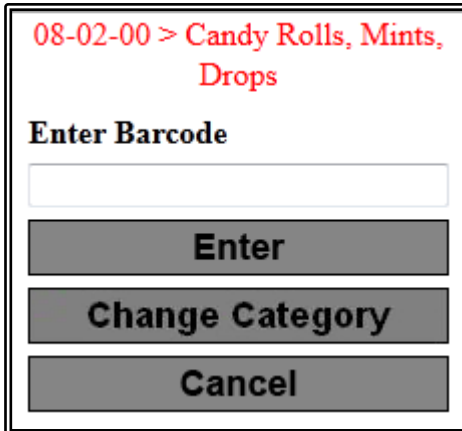 08-02-00 > Candy Rolls, Mints,
Drops
Enter Barcode
Enter
Change Category
Cancel